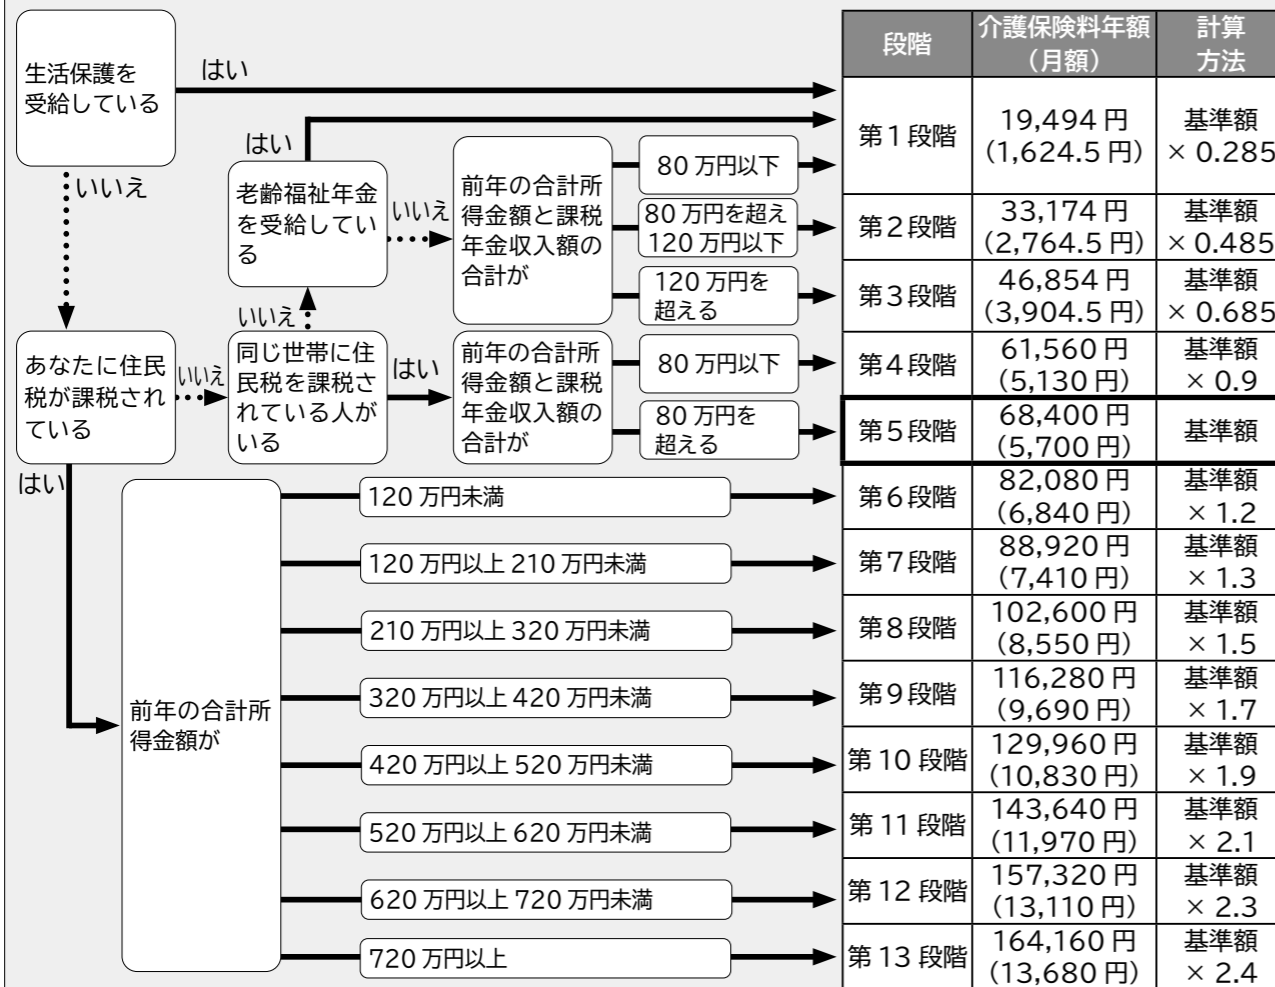 生活保護を
受給している
はい
いいえ
老齢福祉年金
を受給してい
る
はい
いいえ
前年の合計所
得金額と課税
年金収入額の
合計が
80 万円以下
80 万円を超え
120 万円以下
120 万円を
超える
あなたに住民
税が課税され
ている
いいえ
はい
同じ世帯に住
民税を課税さ
れている人が
いる
いいえ
はい
前年の合計所
得金額と課税
年金収入額の
合計が
80 万円以下
80 万円を
超える
前年の合計所
得金額が
120 万円未満
120 万円以上 210 万円未満
210 万円以上 320 万円未満
320 万円以上 420 万円未満
420 万円以上 520 万円未満
520 万円以上 620 万円未満
620 万円以上 720 万円未満
720 万円以上
段階
介護保険料年額
(月額)
計算
方法
第1段階
19,494 円
(1,624.5 円)
基準額
× 0.285
第2段階
33,174 円
(2,764.5 円)
基準額
× 0.485
第3段階
46,854 円
(3,904.5 円)
基準額
× 0.685
第4段階
61,560 円
(5,130 円)
基準額
× 0.9
第5段階
68,400 円
(5,700 円)
基準額
第6段階
82,080 円
(6,840 円)
基準額
× 1.2
第7段階
88,920 円
(7,410 円)
基準額
× 1.3
第8段階
102,600 円
(8,550 円)
基準額
× 1.5
第9段階
116,280 円
(9,690 円)
基準額
× 1.7
第 10 段階
129,960 円
(10,830 円)
基準額
× 1.9
第 11 段階
143,640 円
(11,970 円)
基準額
× 2.1
第 12 段階
157,320 円
(13,110 円)
基準額
× 2.3
第 13 段階
164,160 円
(13,680 円)
基準額
× 2.4